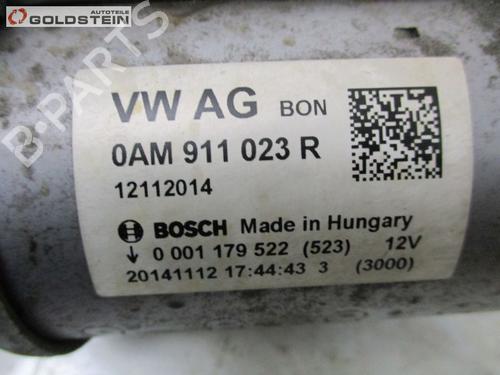 AUTOTEILE
GOLDSTEIN
VW AG BON
0AM 911 023 R
12112014
BOSCH Made in Hungary
↓ 0 001 179 522 (523) 12V
20141112 17:44:43 3 (3000)